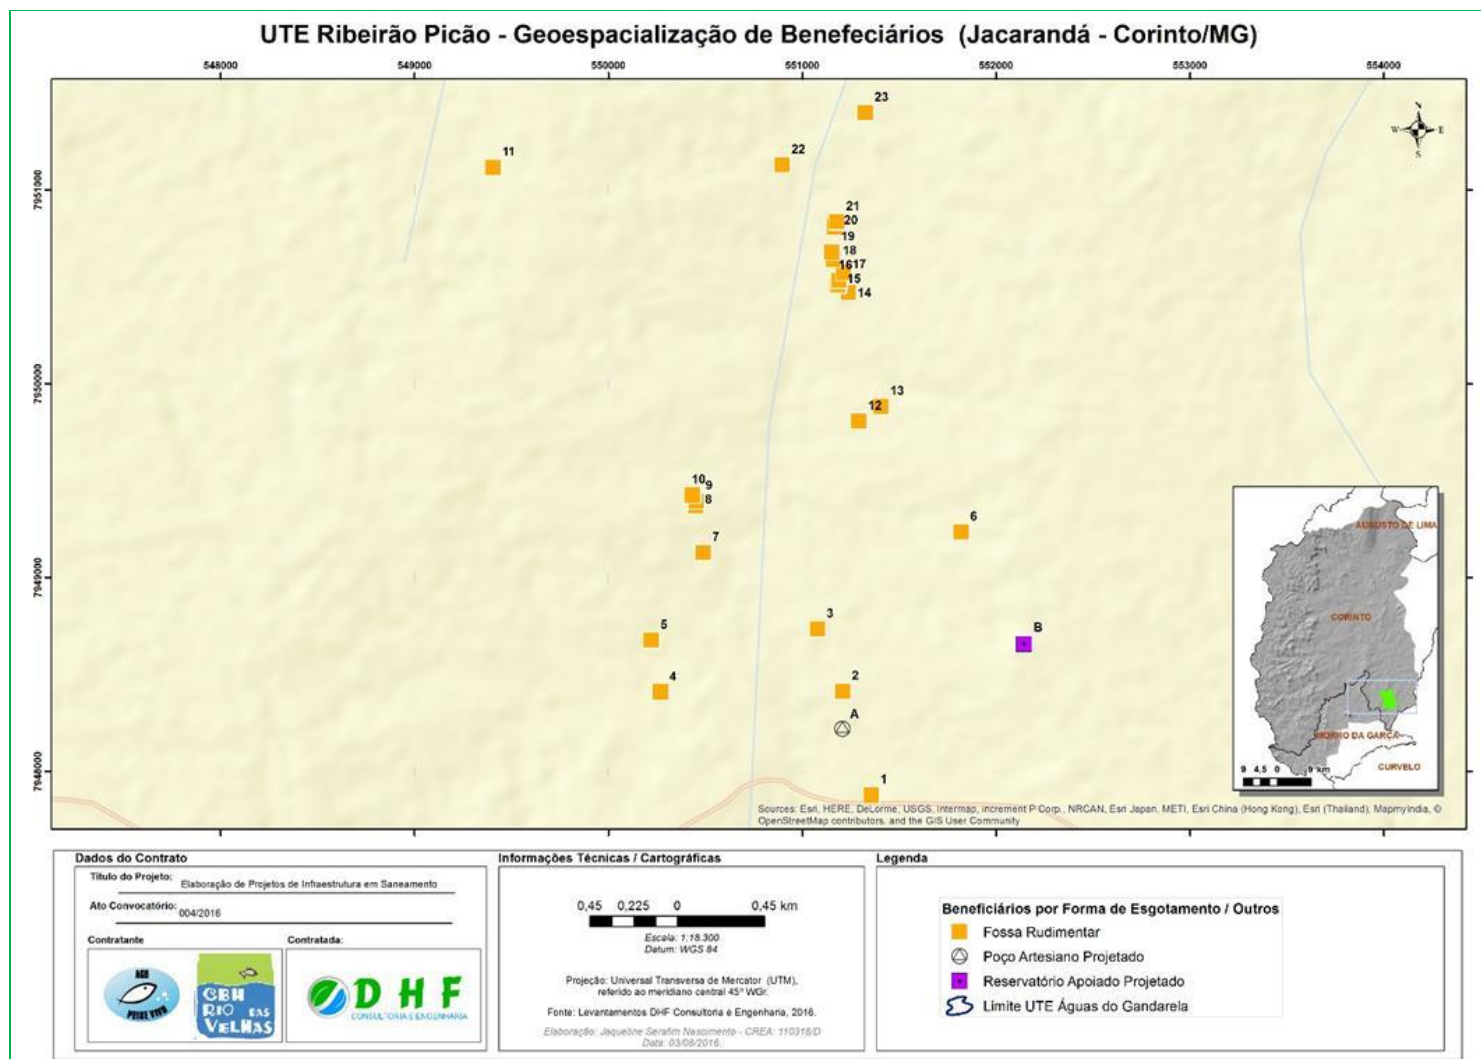 UTE Ribeirão Picão - Geoespacialização de Benefeciários (Jacarandá - Corinto/MG)
548000 549000 550000 551000 552000 553000 554000
23
N
W E
S
22
11
7951000
21
20
19
18
16 17
15
14
7950000
13
12
10
9
8
6
7
7949000
3
5
B
4
2
A
7948000
1
AUGUSTO DE LIMA
CORINTO
MORRO DA GARÇA
CURVELO
9 4,5 0 9 km
Sources: Esri, HERE, DeLorme, USGS, Intermap, increment P Corp., NRCAN, Esri Japan, METI, Esri China (Hong Kong), Esri (Thailand), MapmyIndia, ©
OpenStreetMap contributors, and the GIS User Community
Dados do Contrato
Título do Projeto: Elaboração de Projetos de Infraestrutura em Saneamento
Ato Convocatório: 004/2016
Contratante Contratada:
AGB
PEIXE VIVO
CBH
RIO DAS
VELHAS
DHF
CONSULTORIA E ENGENHARIA
Informações Técnicas / Cartográficas
0,45 0,225 0 0,45 km
Escala: 1:18.300
Datum: WGS 84
Projeção: Universal Transversa de Mercator (UTM),
referido ao meridiano central 45º WGr.
Fonte: Levantamentos DHF Consultoria e Engenharia, 2016.
Elaboração: Jaqueline Serafim Nascimento - CREA: 110318/D
Data: 03/08/2016.
Legenda
Beneficiários por Forma de Esgotamento / Outros
Fossa Rudimentar
Poço Artesiano Projetado
Reservatório Apoiado Projetado
Limite UTE Águas do Gandarela